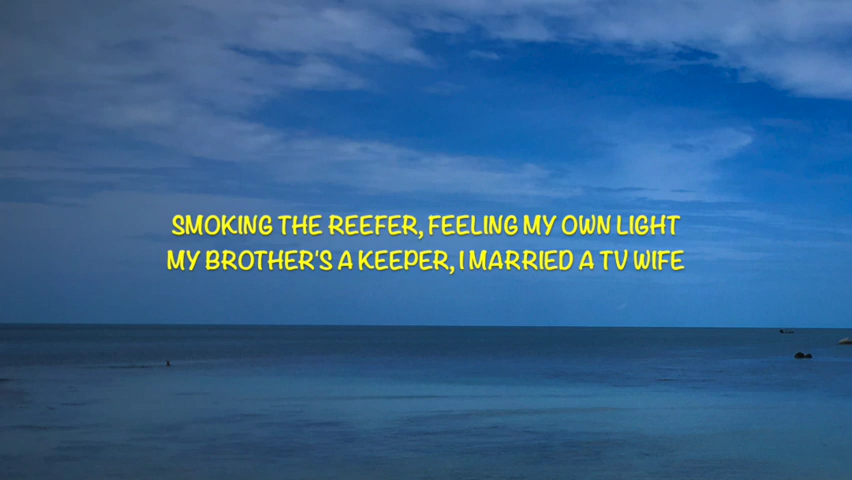 SMOKING THE REEFER, FEELING MY OWN LIGHT
MY BROTHER'S A KEEPER, I MARRIED A TV WIFE